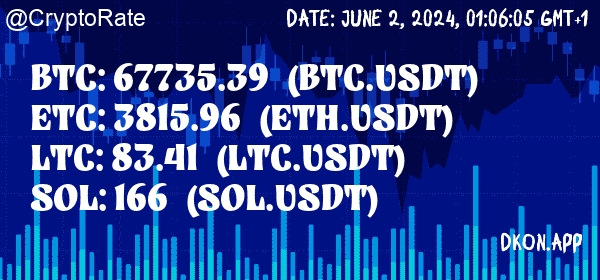 @CryptoRate
DATE: JUNE 2, 2024, 01:06:05 GMT+1
BTC: 67735.39 (BTC.USDT)
ETC: 3815.96 (ETH.USDT)
LTC: 83.41 (LTC.USDT)
SOL: 166 (SOL.USDT)
DKON.APP